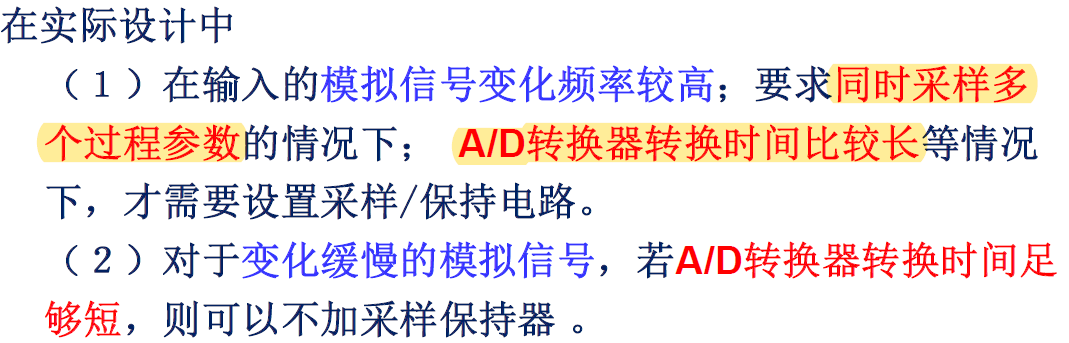 在实际设计中
（１）在输入的模拟信号变化频率较高；要求同时采样多
个过程参数的情况下； A/D转换器转换时间比较长等情况
下，才需要设置采样/保持电路。
（２）对于变化缓慢的模拟信号，若A/D转换器转换时间足
够短，则可以不加采样保持器 。